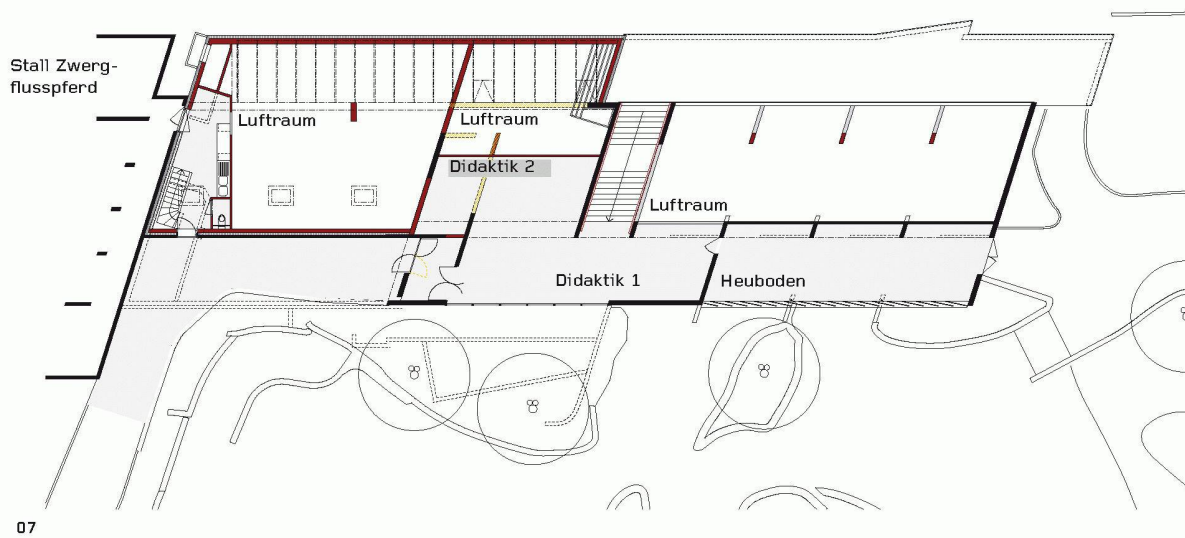 Stall Zwerg-
flusspferd
Luftraum
Luftraum
Didaktik 2
Luftraum
Didaktik 1
Heuboden
07